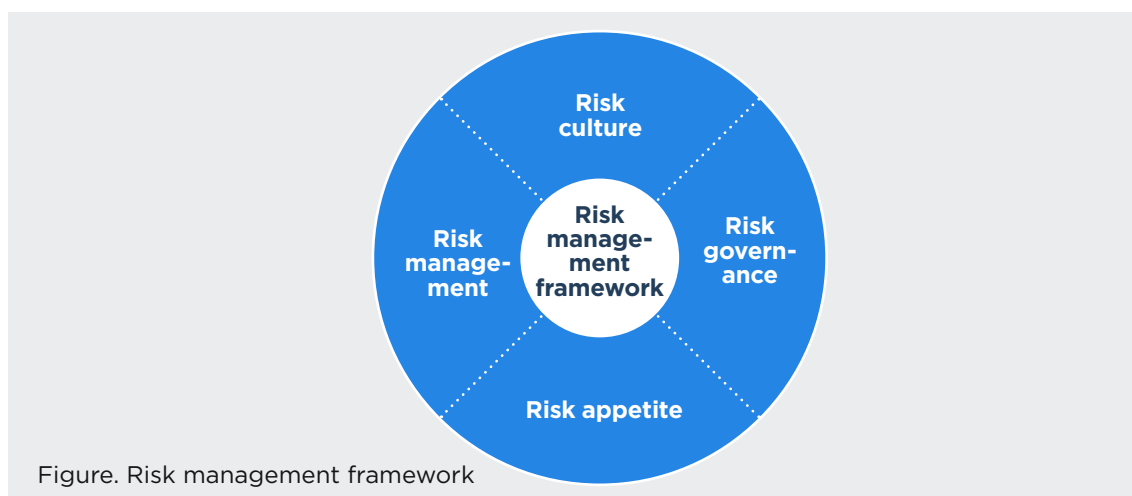 Risk
culture
Risk
manage-
ment
Risk
manage-
ment
framework
Risk
govern-
ance
Risk appetite
Figure. Risk management framework